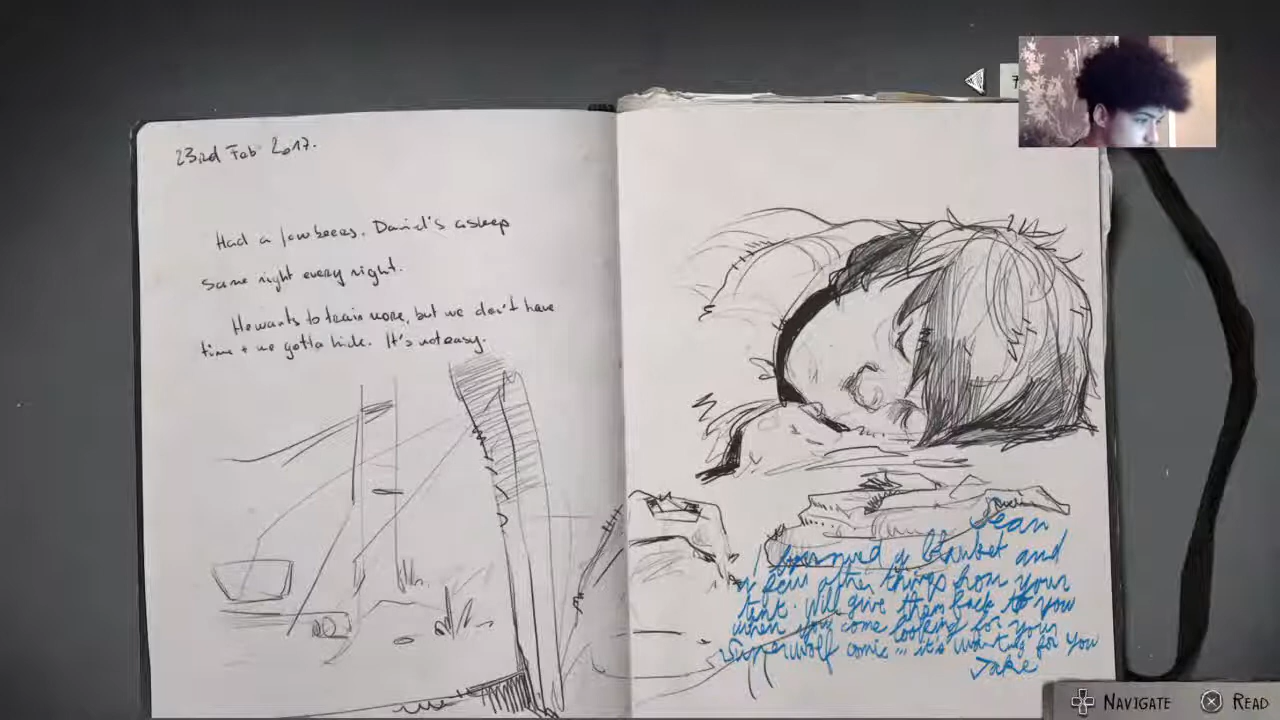 23rd Feb 2017.
Had a few beers. Daniel's asleep
same night every night.
He wants to train more, but we don't have
time + we gotta hide. It's not easy.
7
Sean
I borrowed a blanket and
a few other things from your
tent. Will give them back to you
when you come looking for your
Superwolf comic... it's waiting for you
Jake
NAVIGATE
READ